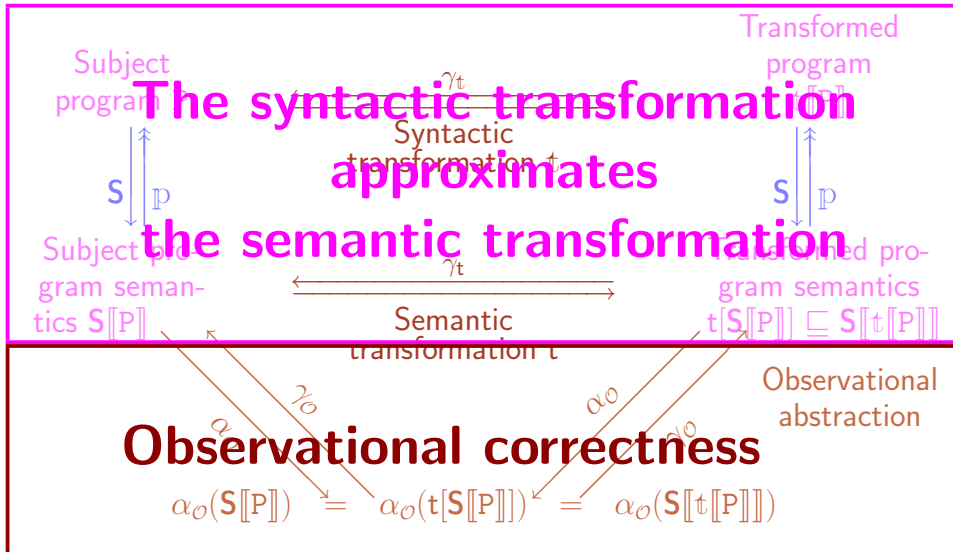 Subject
program P
Transformed
program
𝕥⟦P⟧
γ𝕥
Syntactic
transformation 𝕥
The syntactic transformation
approximates
the semantic transformation
S 𝕡
S 𝕡
Subject pro-
gram seman-
tics S⟦P⟧
γt
Semantic
transformation t
Transformed pro-
gram semantics
t[S⟦P⟧] ⊑ S⟦𝕥⟦P⟧⟧
Observational
abstraction
α𝒪
γ𝒪
α𝒪
γ𝒪
Observational correctness
α𝒪(S⟦P⟧) = α𝒪(t[S⟦P⟧]) = α𝒪(S⟦𝕥⟦P⟧⟧)